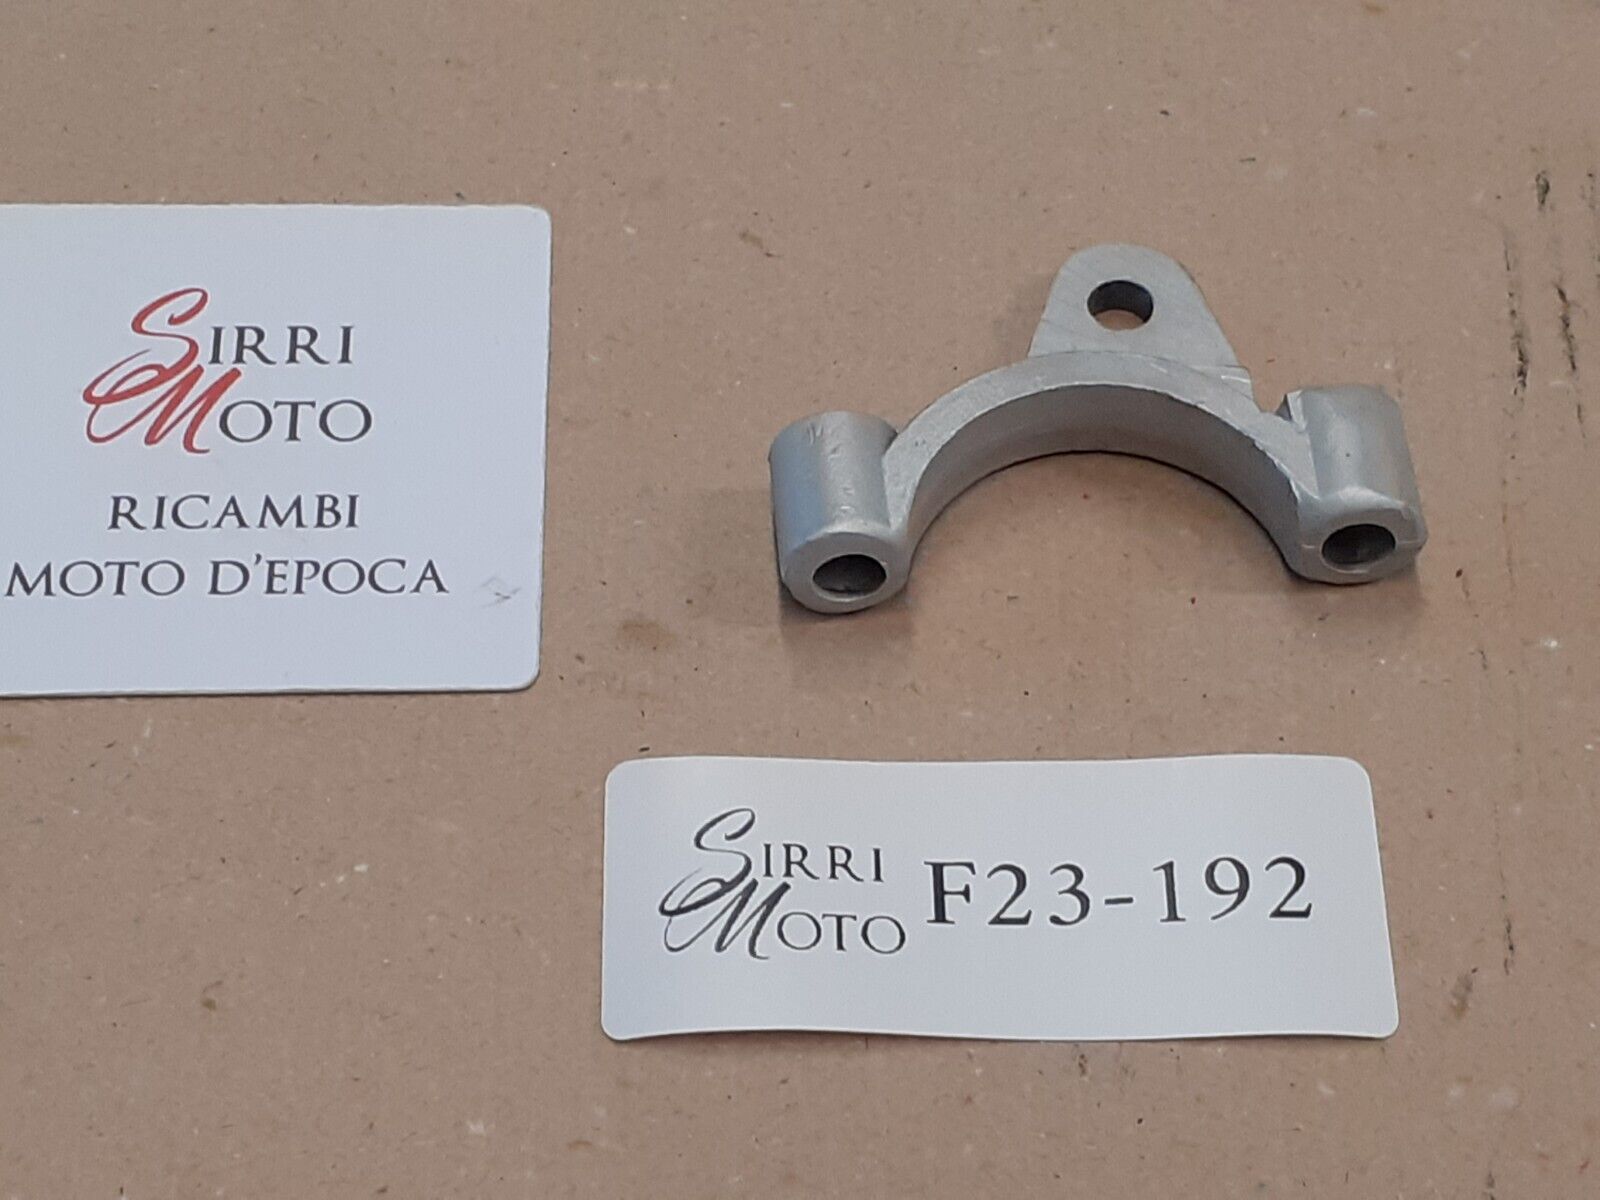 SIRRI
MOTO
RICAMBI
MOTO D'EPOCA
SIRRI
MOTO
F23-192